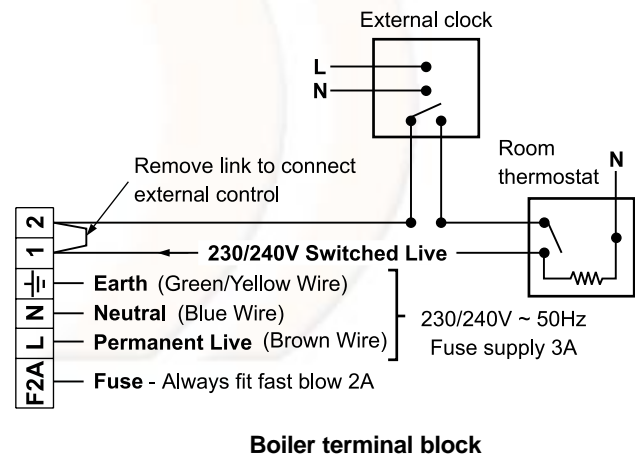 External clock
L
N
Remove link to connect
external control
Room
thermostat
N
2
1
230/240V Switched Live
Earth (Green/Yellow Wire)
N
Neutral (Blue Wire)
L
Permanent Live (Brown Wire)
230/240V ~ 50Hz
Fuse supply 3A
F2A
Fuse - Always fit fast blow 2A
Boiler terminal block